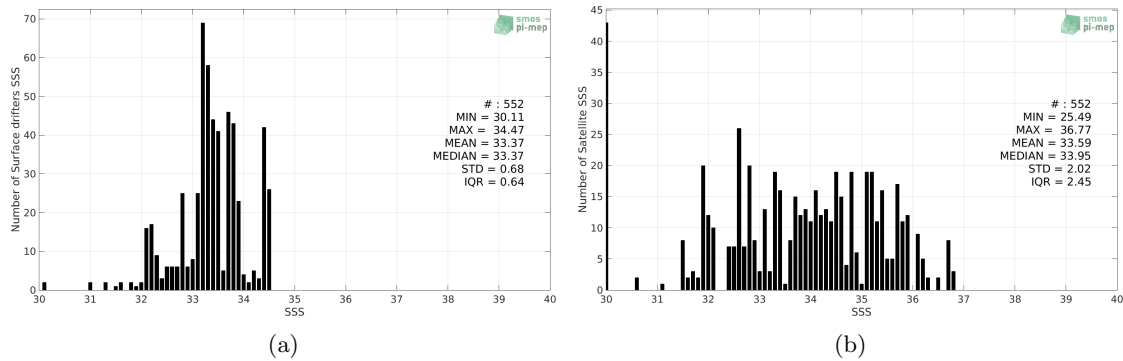 smos
pi-mep
70
60
50
40
30
20
10
0
Number of Surface drifters SSS
# : 552
MIN = 30.11
MAX = 34.47
MEAN = 33.37
MEDIAN = 33.37
STD = 0.68
IQR = 0.64
30 31 32 33 34 35 36 37 38 39 40
SSS
(a)
smos
pi-mep
45
40
35
30
25
20
15
10
5
0
Number of Satellite SSS
# : 552
MIN = 25.49
MAX = 36.77
MEAN = 33.59
MEDIAN = 33.95
STD = 2.02
IQR = 2.45
30 31 32 33 34 35 36 37 38 39 40
SSS
(b)